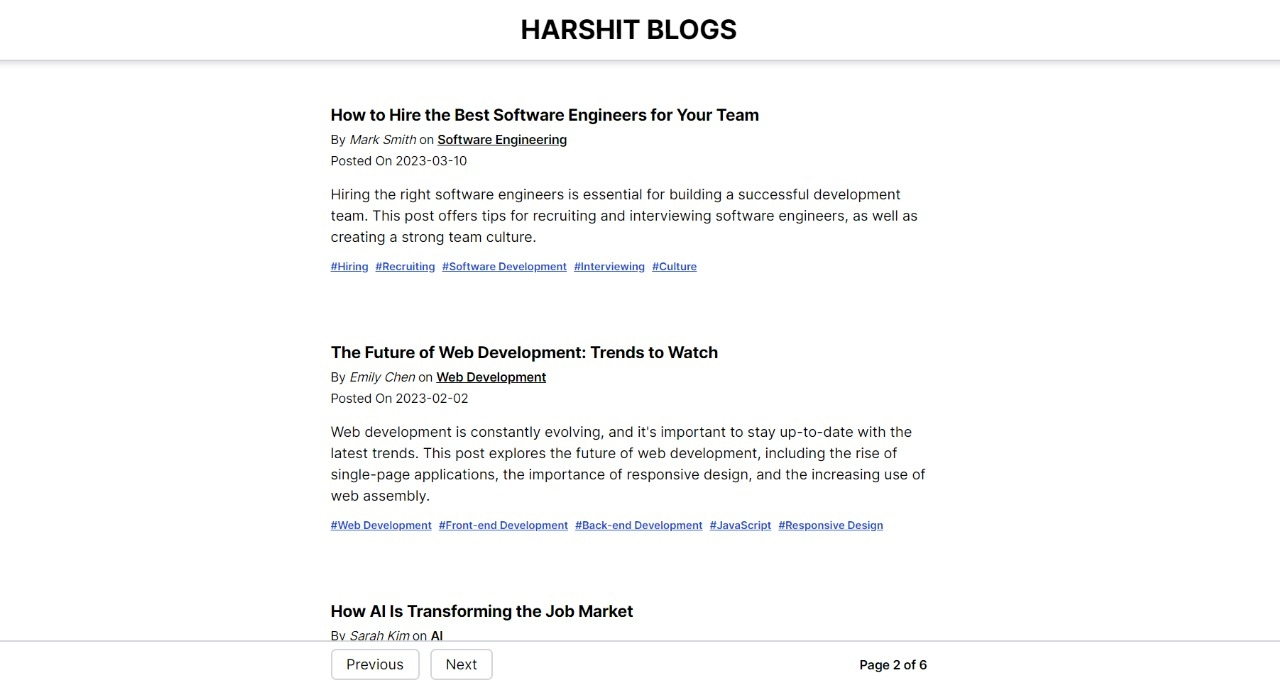 HARSHIT BLOGS
How to Hire the Best Software Engineers for Your Team
By Mark Smith on Software Engineering
Posted On 2023-03-10
Hiring the right software engineers is essential for building a successful development
team. This post offers tips for recruiting and interviewing software engineers, as well as
creating a strong team culture.
#Hiring #Recruiting #Software Development #Interviewing #Culture
The Future of Web Development: Trends to Watch
By Emily Chen on Web Development
Posted On 2023-02-02
Web development is constantly evolving, and it's important to stay up-to-date with the
latest trends. This post explores the future of web development, including the rise of
single-page applications, the importance of responsive design, and the increasing use of
web assembly.
#Web Development #Front-end Development #Back-end Development #JavaScript #Responsive Design
How AI Is Transforming the Job Market
By Sarah Kim on AI
Previous Next Page 2 of 6